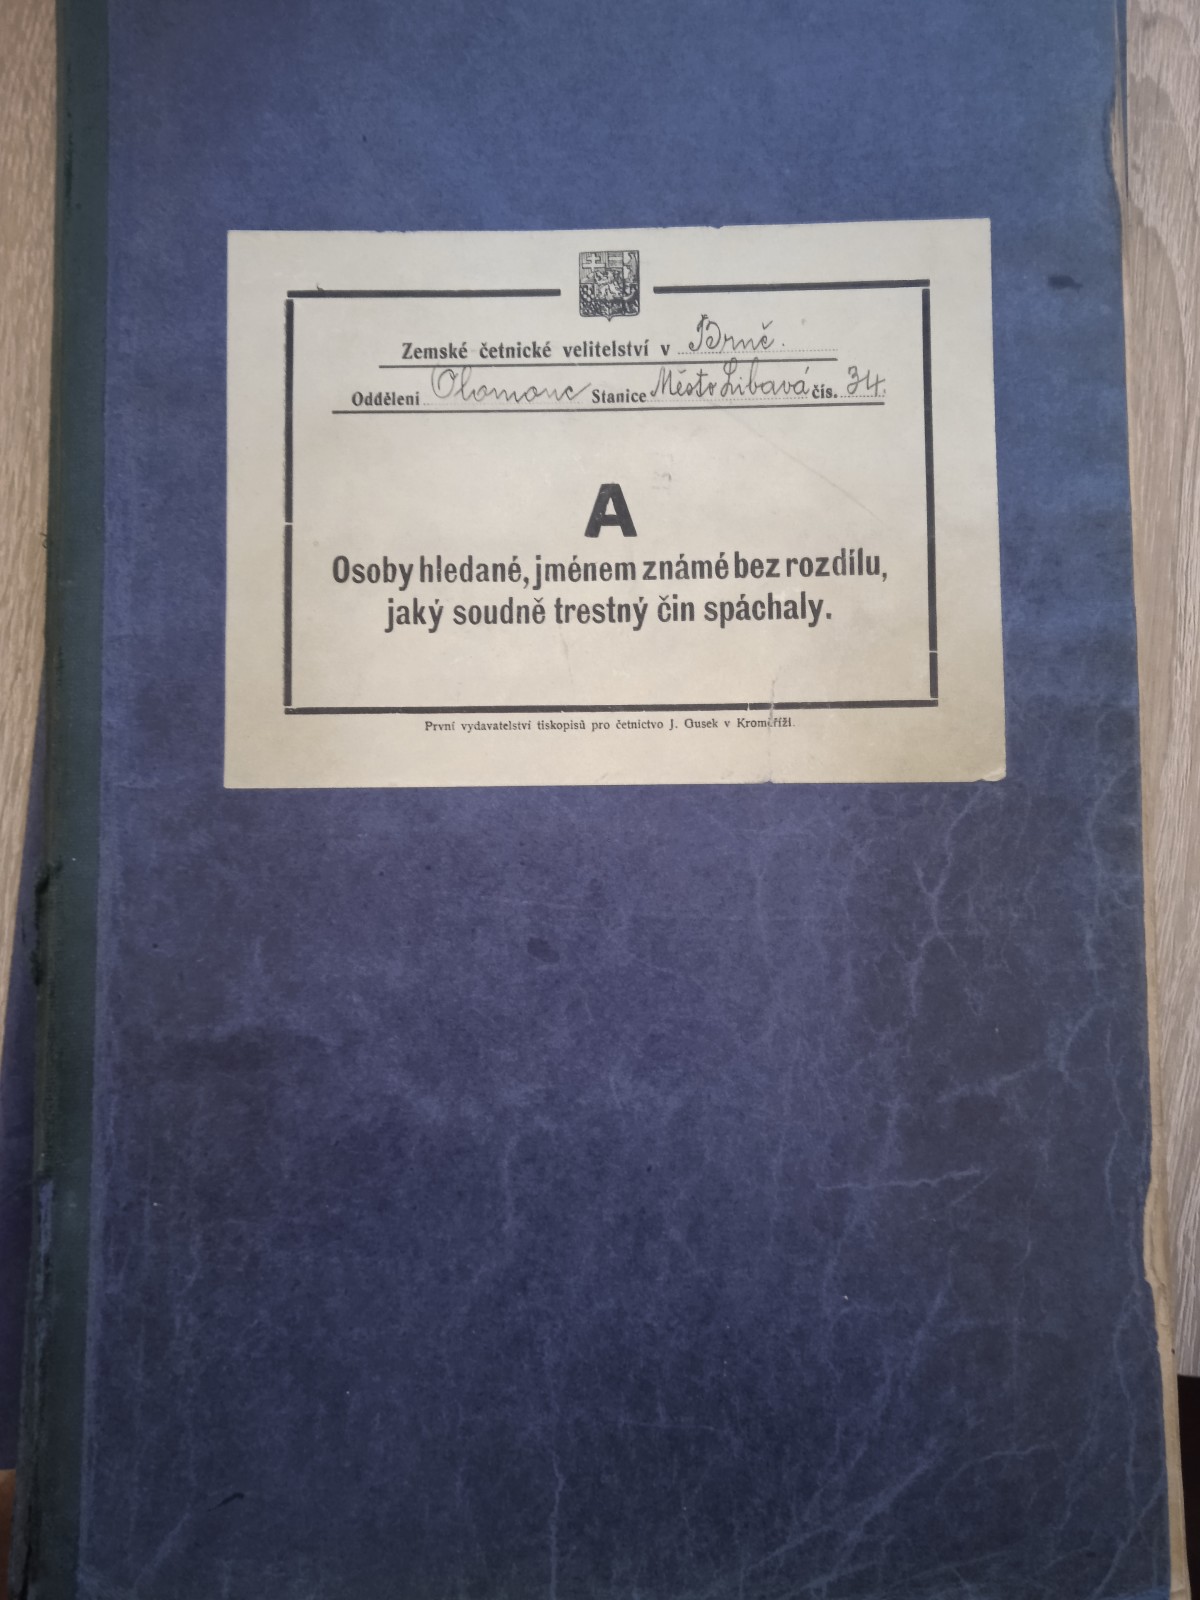 Zemské četnické velitelství v Brně.
Oddělení Olomouc Stanice Město Libavá čís. 34.
A
Osoby hledané, jménem známé bez rozdílu,
jaký soudně trestný čin spáchaly.
První vydavatelství tiskopisů pro četnictvo J. Gusek v Kroměříži.